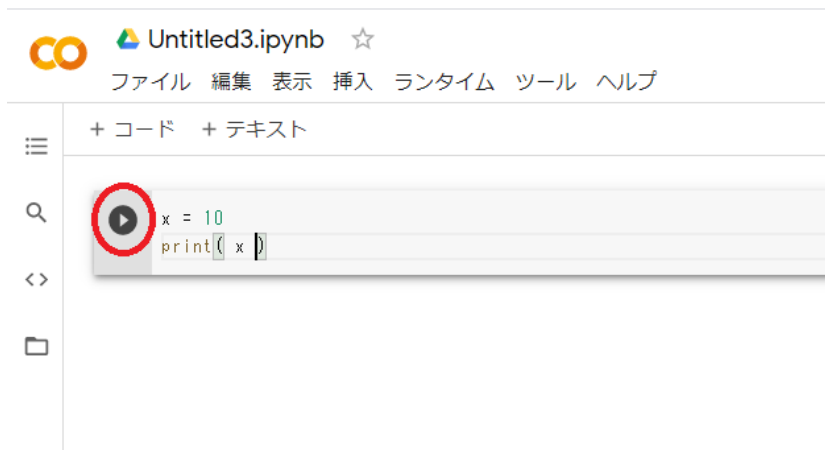 Untitled3.ipynb
ファイル 編集 表示 挿入 ランタイム ツール ヘルプ
+ コード + テキスト
x = 10
print( x )